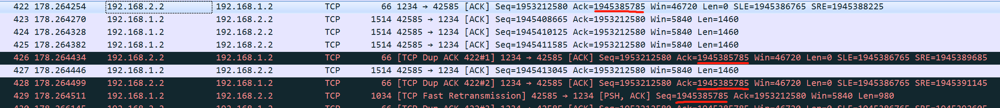 422 178.264254 192.168.2.2 192.168.1.2 TCP 66 1234 → 42585 [ACK] Seq=1953212580 Ack=1945385785 Win=46720 Len=0 SLE=1945386765 SRE=1945388225
423 178.264270 192.168.1.2 192.168.2.2 TCP 1514 42585 → 1234 [ACK] Seq=1945408665 Ack=1953212580 Win=5840 Len=1460
424 178.264328 192.168.1.2 192.168.2.2 TCP 1514 42585 → 1234 [ACK] Seq=1945410125 Ack=1953212580 Win=5840 Len=1460
425 178.264382 192.168.1.2 192.168.2.2 TCP 1514 42585 → 1234 [ACK] Seq=1945411585 Ack=1953212580 Win=5840 Len=1460
426 178.264434 192.168.2.2 192.168.1.2 TCP 66 [TCP Dup ACK 422#1] 1234 → 42585 [ACK] Seq=1953212580 Ack=1945385785 Win=46720 Len=0 SLE=1945386765 SRE=1945389685
427 178.264446 192.168.1.2 192.168.2.2 TCP 1514 42585 → 1234 [ACK] Seq=1945413045 Ack=1953212580 Win=5840 Len=1460
428 178.264499 192.168.2.2 192.168.1.2 TCP 66 [TCP Dup ACK 422#2] 1234 → 42585 [ACK] Seq=1953212580 Ack=1945385785 Win=46720 Len=0 SLE=1945386765 SRE=1945391145
429 178.264511 192.168.1.2 192.168.2.2 TCP 1034 [TCP Fast Retransmission] 42585 → 1234 [PSH, ACK] Seq=1945385785 Ack=1953212580 Win=5840 Len=980